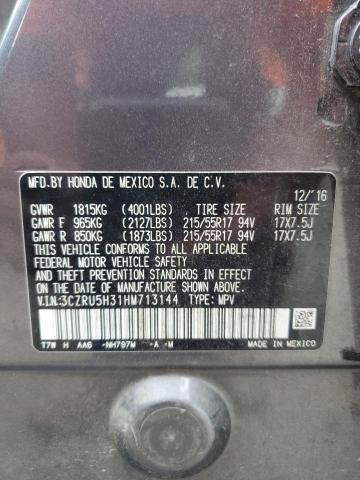 MFD.BY HONDA DE MEXICO S.A. DE C.V.
12/'16
GVWR 1815KG (4001LBS) TIRE SIZE RIM SIZE
GAWR F 965KG (2127LBS) 215/55R17 94V 17X7.5J
GAWR R 850KG (1873LBS) 215/55R17 94V 17X7.5J
THIS VEHICLE CONFORMS TO ALL APPLICABLE
FEDERAL MOTOR VEHICLE SAFETY AND THEFT
PREVENTION STANDARDS IN EFFECT ON THE
DATE OF MANUFACTURE SHOWN ABOVE.
V.I.N.:3CZRU5H31HM713144 TYPE: MPV
T7W H AA6 -NH797M -A -M
MADE IN MEXICO